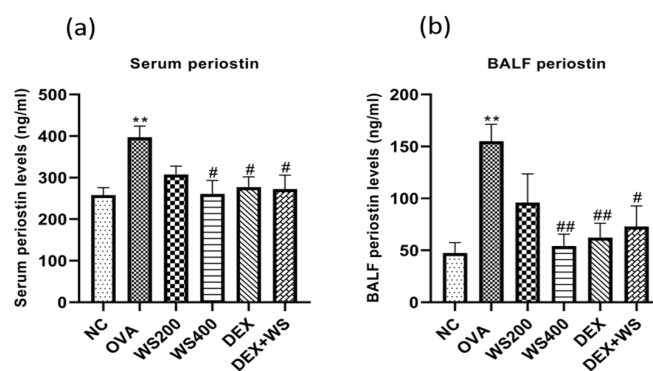 (a)
Serum periostin
Serum periostin levels (ng/ml)
500
400
300
200
100
0
**
#
#
#
NC
OVA
WS200
WS400
DEX
DEX+WS
(b)
BALF periostin
BALF periostin levels (ng/ml)
200
150
100
50
0
**
##
##
#
NC
OVA
WS200
WS400
DEX
DEX+WS